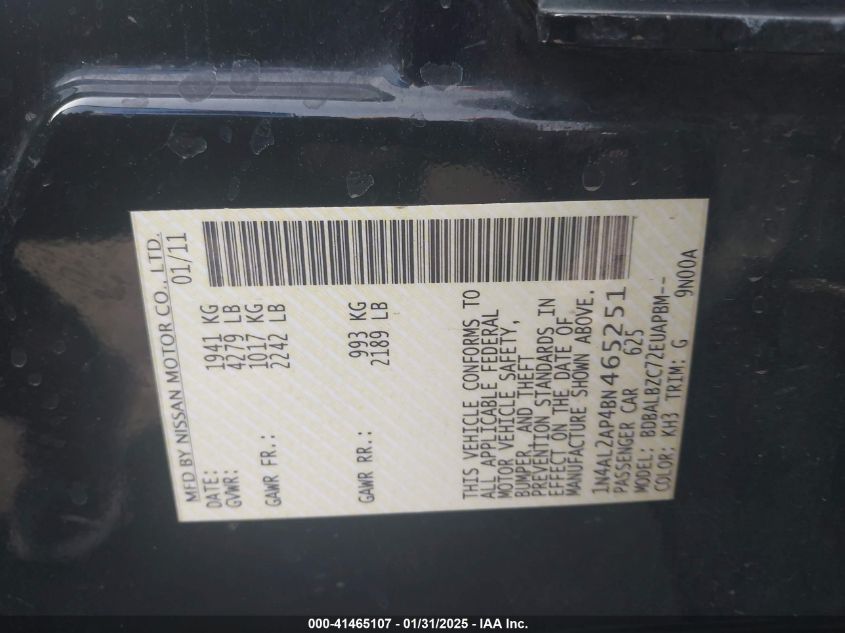 MFD BY NISSAN MOTOR CO., LTD.
DATE: 01/11
GVWR: 1941 KG
4279 LB
GAWR FR.: 1017 KG
2242 LB
GAWR RR.: 993 KG
2189 LB
THIS VEHICLE CONFORMS TO
ALL APPLICABLE FEDERAL
MOTOR VEHICLE SAFETY,
BUMPER, AND THEFT
PREVENTION STANDARDS IN
EFFECT ON THE DATE OF
MANUFACTURE SHOWN ABOVE.
1N4AL2AP4BN465251
PASSENGER CAR 625
MODEL: BDBALBZC72EUAPBM--
COLOR: KH3 TRIM: G 9N00A
000-41465107 - 01/31/2025 - IAA Inc.